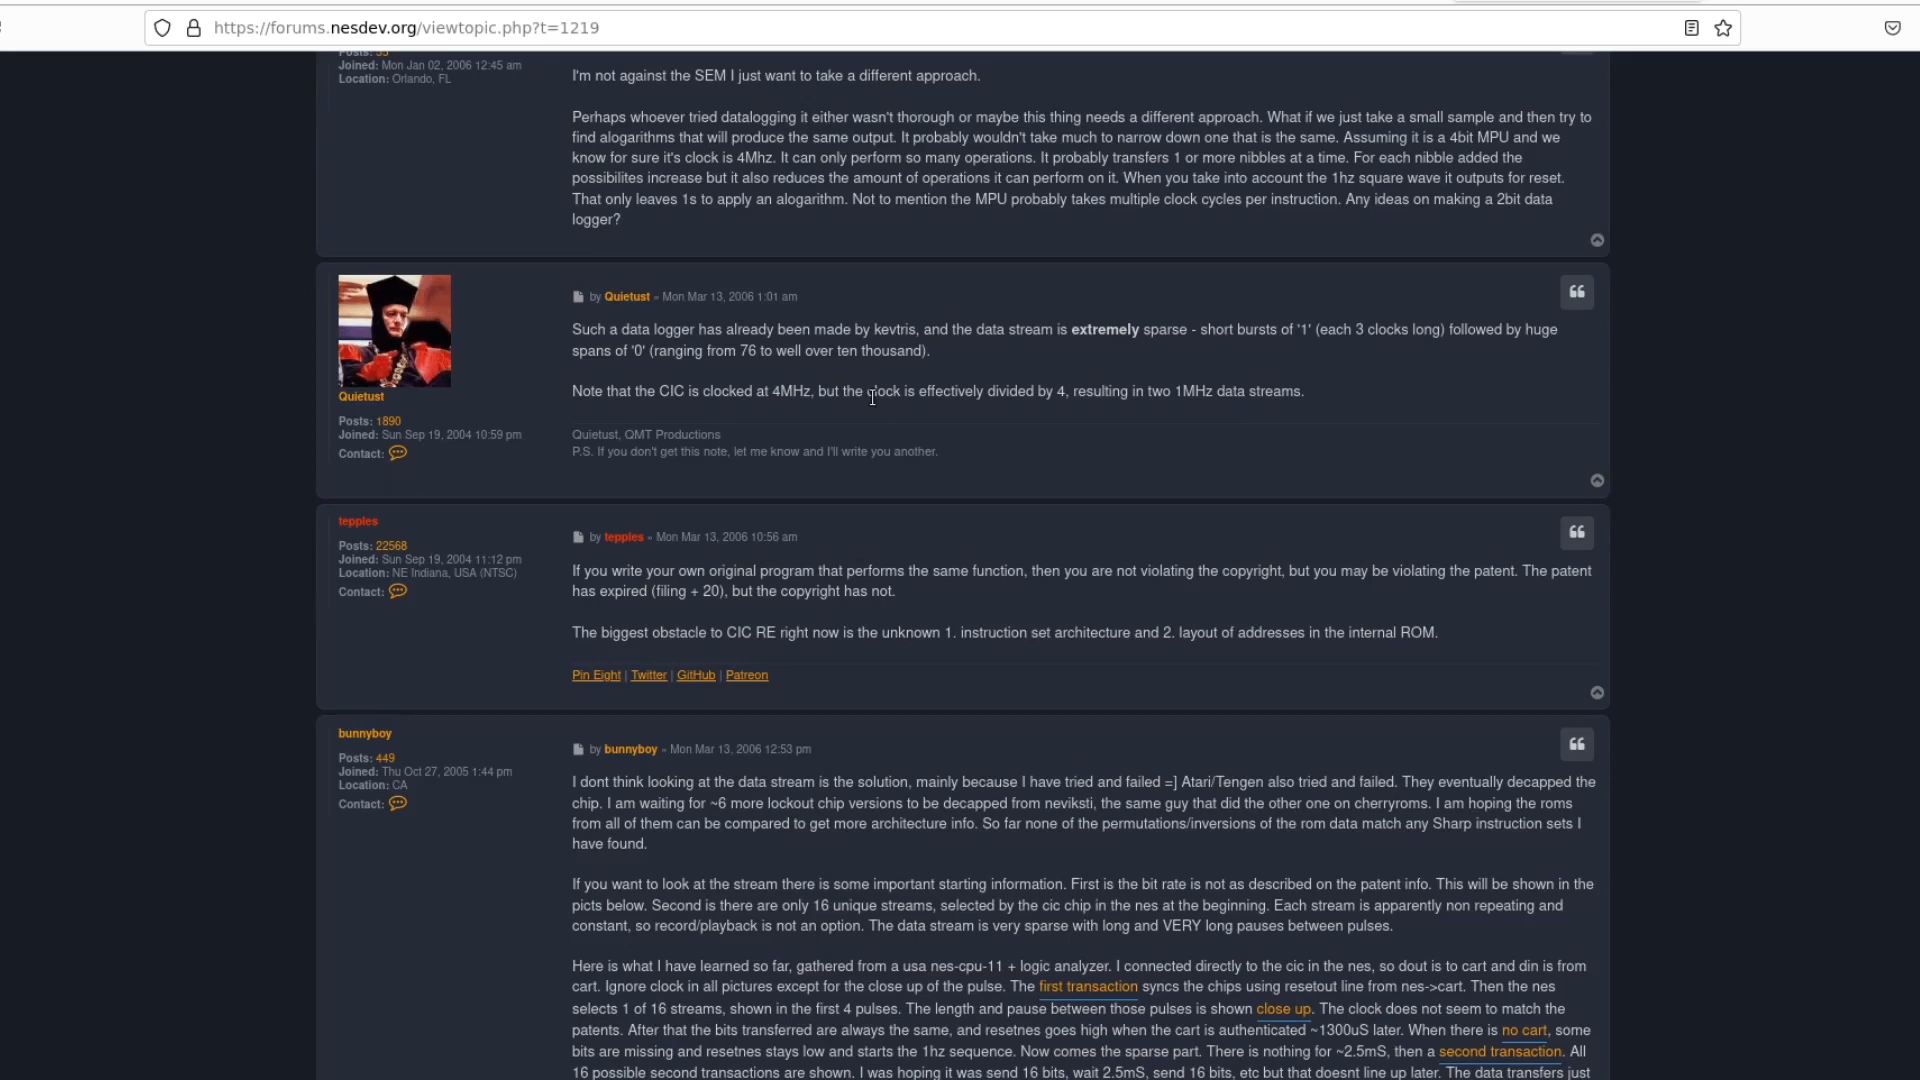 https://forums.nesdev.org/viewtopic.php?t=1219
Posts: 35
Joined: Mon Jan 02, 2006 12:45 am
Location: Orlando, FL
I'm not against the SEM I just want to take a different approach.
Perhaps whoever tried datalogging it either wasn't thorough or maybe this thing needs a different approach. What if we just take a small sample and then try to
find alogarithms that will produce the same output. It probably wouldn't take much to narrow down one that is the same. Assuming it is a 4bit MPU and we
know for sure it's clock is 4Mhz. It can only perform so many operations. It probably transfers 1 or more nibbles at a time. For each nibble added the
possibilites increase but it also reduces the amount of operations it can perform on it. When you take into account the 1hz square wave it outputs for reset.
That only leaves 1s to apply an alogarithm. Not to mention the MPU probably takes multiple clock cycles per instruction. Any ideas on making a 2bit data
logger?
Quietust
Posts: 1890
Joined: Sun Sep 19, 2004 10:59 pm
Contact:
by Quietust » Mon Mar 13, 2006 1:01 am
Such a data logger has already been made by kevtris, and the data stream is extremely sparse - short bursts of '1' (each 3 clocks long) followed by huge
spans of '0' (ranging from 76 to well over ten thousand).
Note that the CIC is clocked at 4MHz, but the clock is effectively divided by 4, resulting in two 1MHz data streams.
Quietust, QMT Productions
P.S. If you don't get this note, let me know and I'll write you another.
tepples
Posts: 22568
Joined: Sun Sep 19, 2004 11:12 pm
Location: NE Indiana, USA (NTSC)
Contact:
by tepples » Mon Mar 13, 2006 10:56 am
If you write your own original program that performs the same function, then you are not violating the copyright, but you may be violating the patent. The patent
has expired (filing + 20), but the copyright has not.
The biggest obstacle to CIC RE right now is the unknown 1. instruction set architecture and 2. layout of addresses in the internal ROM.
Pin Eight | Twitter | GitHub | Patreon
bunnyboy
Posts: 449
Joined: Thu Oct 27, 2005 1:44 pm
Location: CA
Contact:
by bunnyboy » Mon Mar 13, 2006 12:53 pm
I dont think looking at the data stream is the solution, mainly because I have tried and failed =] Atari/Tengen also tried and failed. They eventually decapped the
chip. I am waiting for ~6 more lockout chip versions to be decapped from neviksti, the same guy that did the other one on cherryroms. I am hoping the roms
from all of them can be compared to get more architecture info. So far none of the permutations/inversions of the rom data match any Sharp instruction sets I
have found.
If you want to look at the stream there is some important starting information. First is the bit rate is not as described on the patent info. This will be shown in the
picts below. Second is there are only 16 unique streams, selected by the cic chip in the nes at the beginning. Each stream is apparently non repeating and
constant, so record/playback is not an option. The data stream is very sparse with long and VERY long pauses between pulses.
Here is what I have learned so far, gathered from a usa nes-cpu-11 + logic analyzer. I connected directly to the cic in the nes, so dout is to cart and din is from
cart. Ignore clock in all pictures except for the close up of the pulse. The first transaction syncs the chips using resetout line from nes->cart. Then the nes
selects 1 of 16 streams, shown in the first 4 pulses. The length and pause between those pulses is shown close up. The clock does not seem to match the
patents. After that the bits transferred are always the same, and resetnes goes high when the cart is authenticated ~1300uS later. When there is no cart, some
bits are missing and resetnes stays low and starts the 1hz sequence. Now comes the sparse part. There is nothing for ~2.5mS, then a second transaction. All
16 possible second transactions are shown. I was hoping it was send 16 bits, wait 2.5mS, send 16 bits, etc but that doesnt line up later. The data transfers just